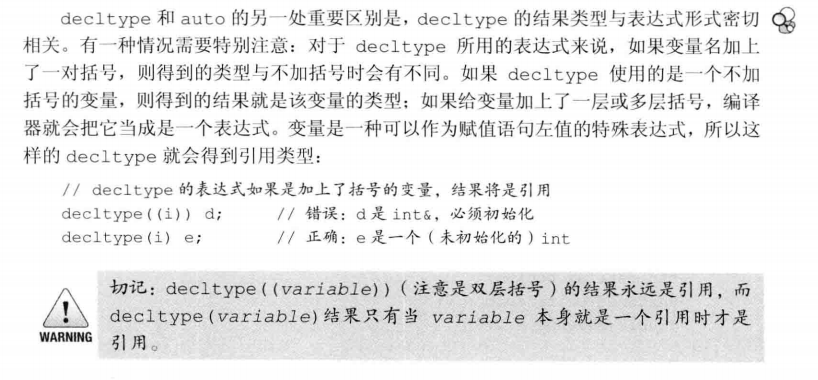 decltype 和 auto 的另一处重要区别是,decltype 的结果类型与表达式形式密切
相关。有一种情况需要特别注意:对于 decltype 所用的表达式来说,如果变量名加上
了一对括号,则得到的类型与不加括号时会有不同。如果 decltype 使用的是一个不加
括号的变量,则得到的结果就是该变量的类型;如果给变量加上了一层或多层括号,编译
器就会把它当成是一个表达式。变量是一种可以作为赋值语句左值的特殊表达式,所以这
样的 decltype 就会得到引用类型:
// decltype 的表达式如果是加上了括号的变量,结果将是引用
decltype((i)) d; // 错误:d 是 int&,必须初始化
decltype(i) e; // 正确:e 是一个(未初始化的)int
切记:decltype((variable))(注意是双层括号)的结果永远是引用,而
decltype(variable)结果只有当 variable 本身就是一个引用时才是
引用。
WARNING